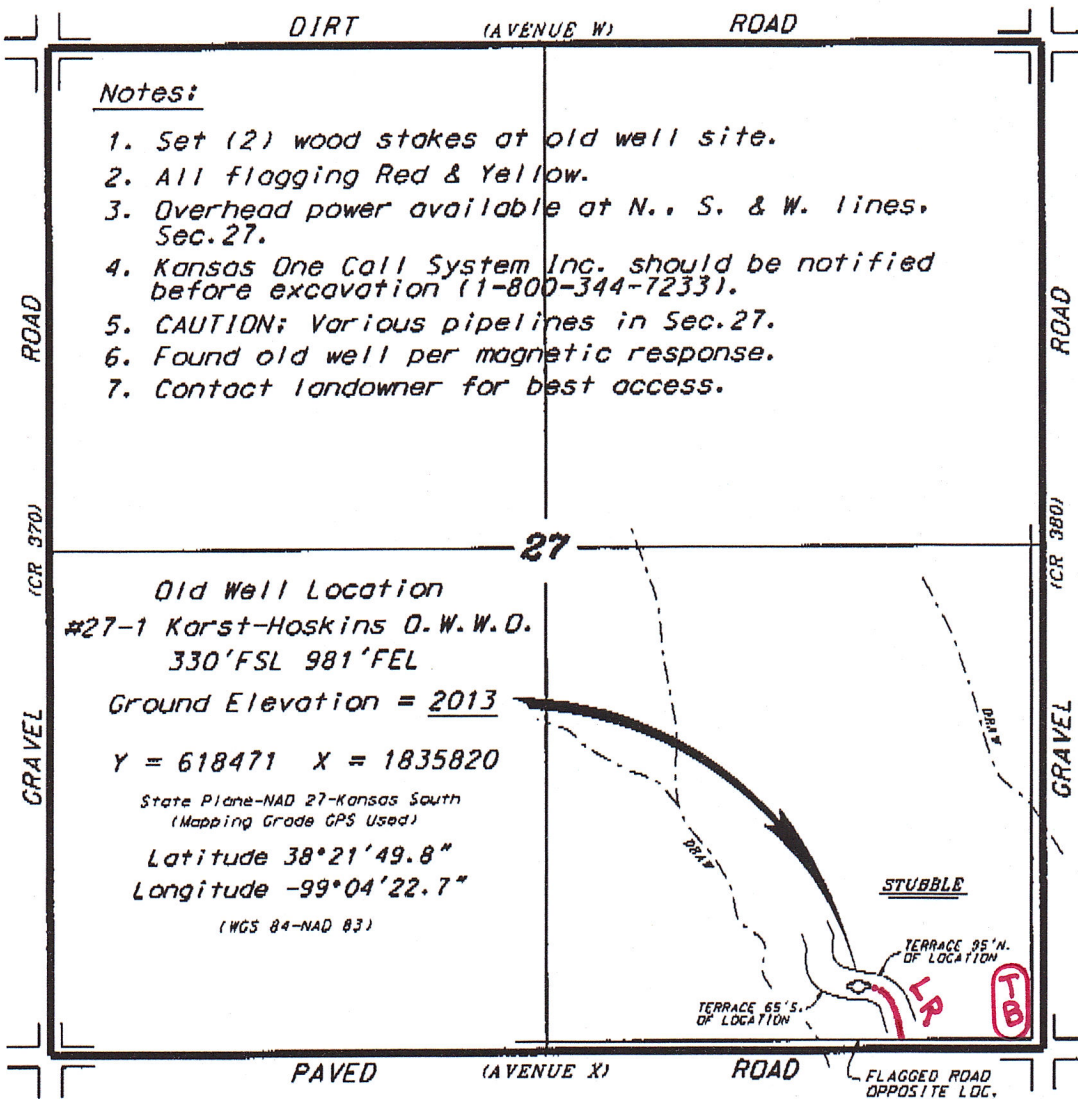 DIRT (AVENUE W) ROAD
Notes:
1. Set (2) wood stakes at old well site.
2. All flagging Red & Yellow.
3. Overhead power available at N., S. & W. lines,
Sec.27.
4. Kansas One Call System Inc. should be notified
before excavation (1-800-344-7233).
5. CAUTION: Various pipelines in Sec.27.
6. Found old well per magnetic response.
7. Contact landowner for best access.
ROAD
(CR 370)
GRAVEL
ROAD
(CR 380)
GRAVEL
27
Old Well Location
#27-1 Karst-Hoskins O.W.W.O.
330'FSL 981'FEL
Ground Elevation = 2013
Y = 618471 X = 1835820
State Plane-NAD 27-Kansas South
(Mapping Grade GPS Used)
Latitude 38°21'49.8"
Longitude -99°04'22.7"
(WGS 84-NAD 83)
DRAW
DRAW
STUBBLE
TERRACE 95'N.
OF LOCATION
LR
TB
TERRACE 65'S.
OF LOCATION
PAVED (AVENUE X) ROAD
FLAGGED ROAD
OPPOSITE LOC.